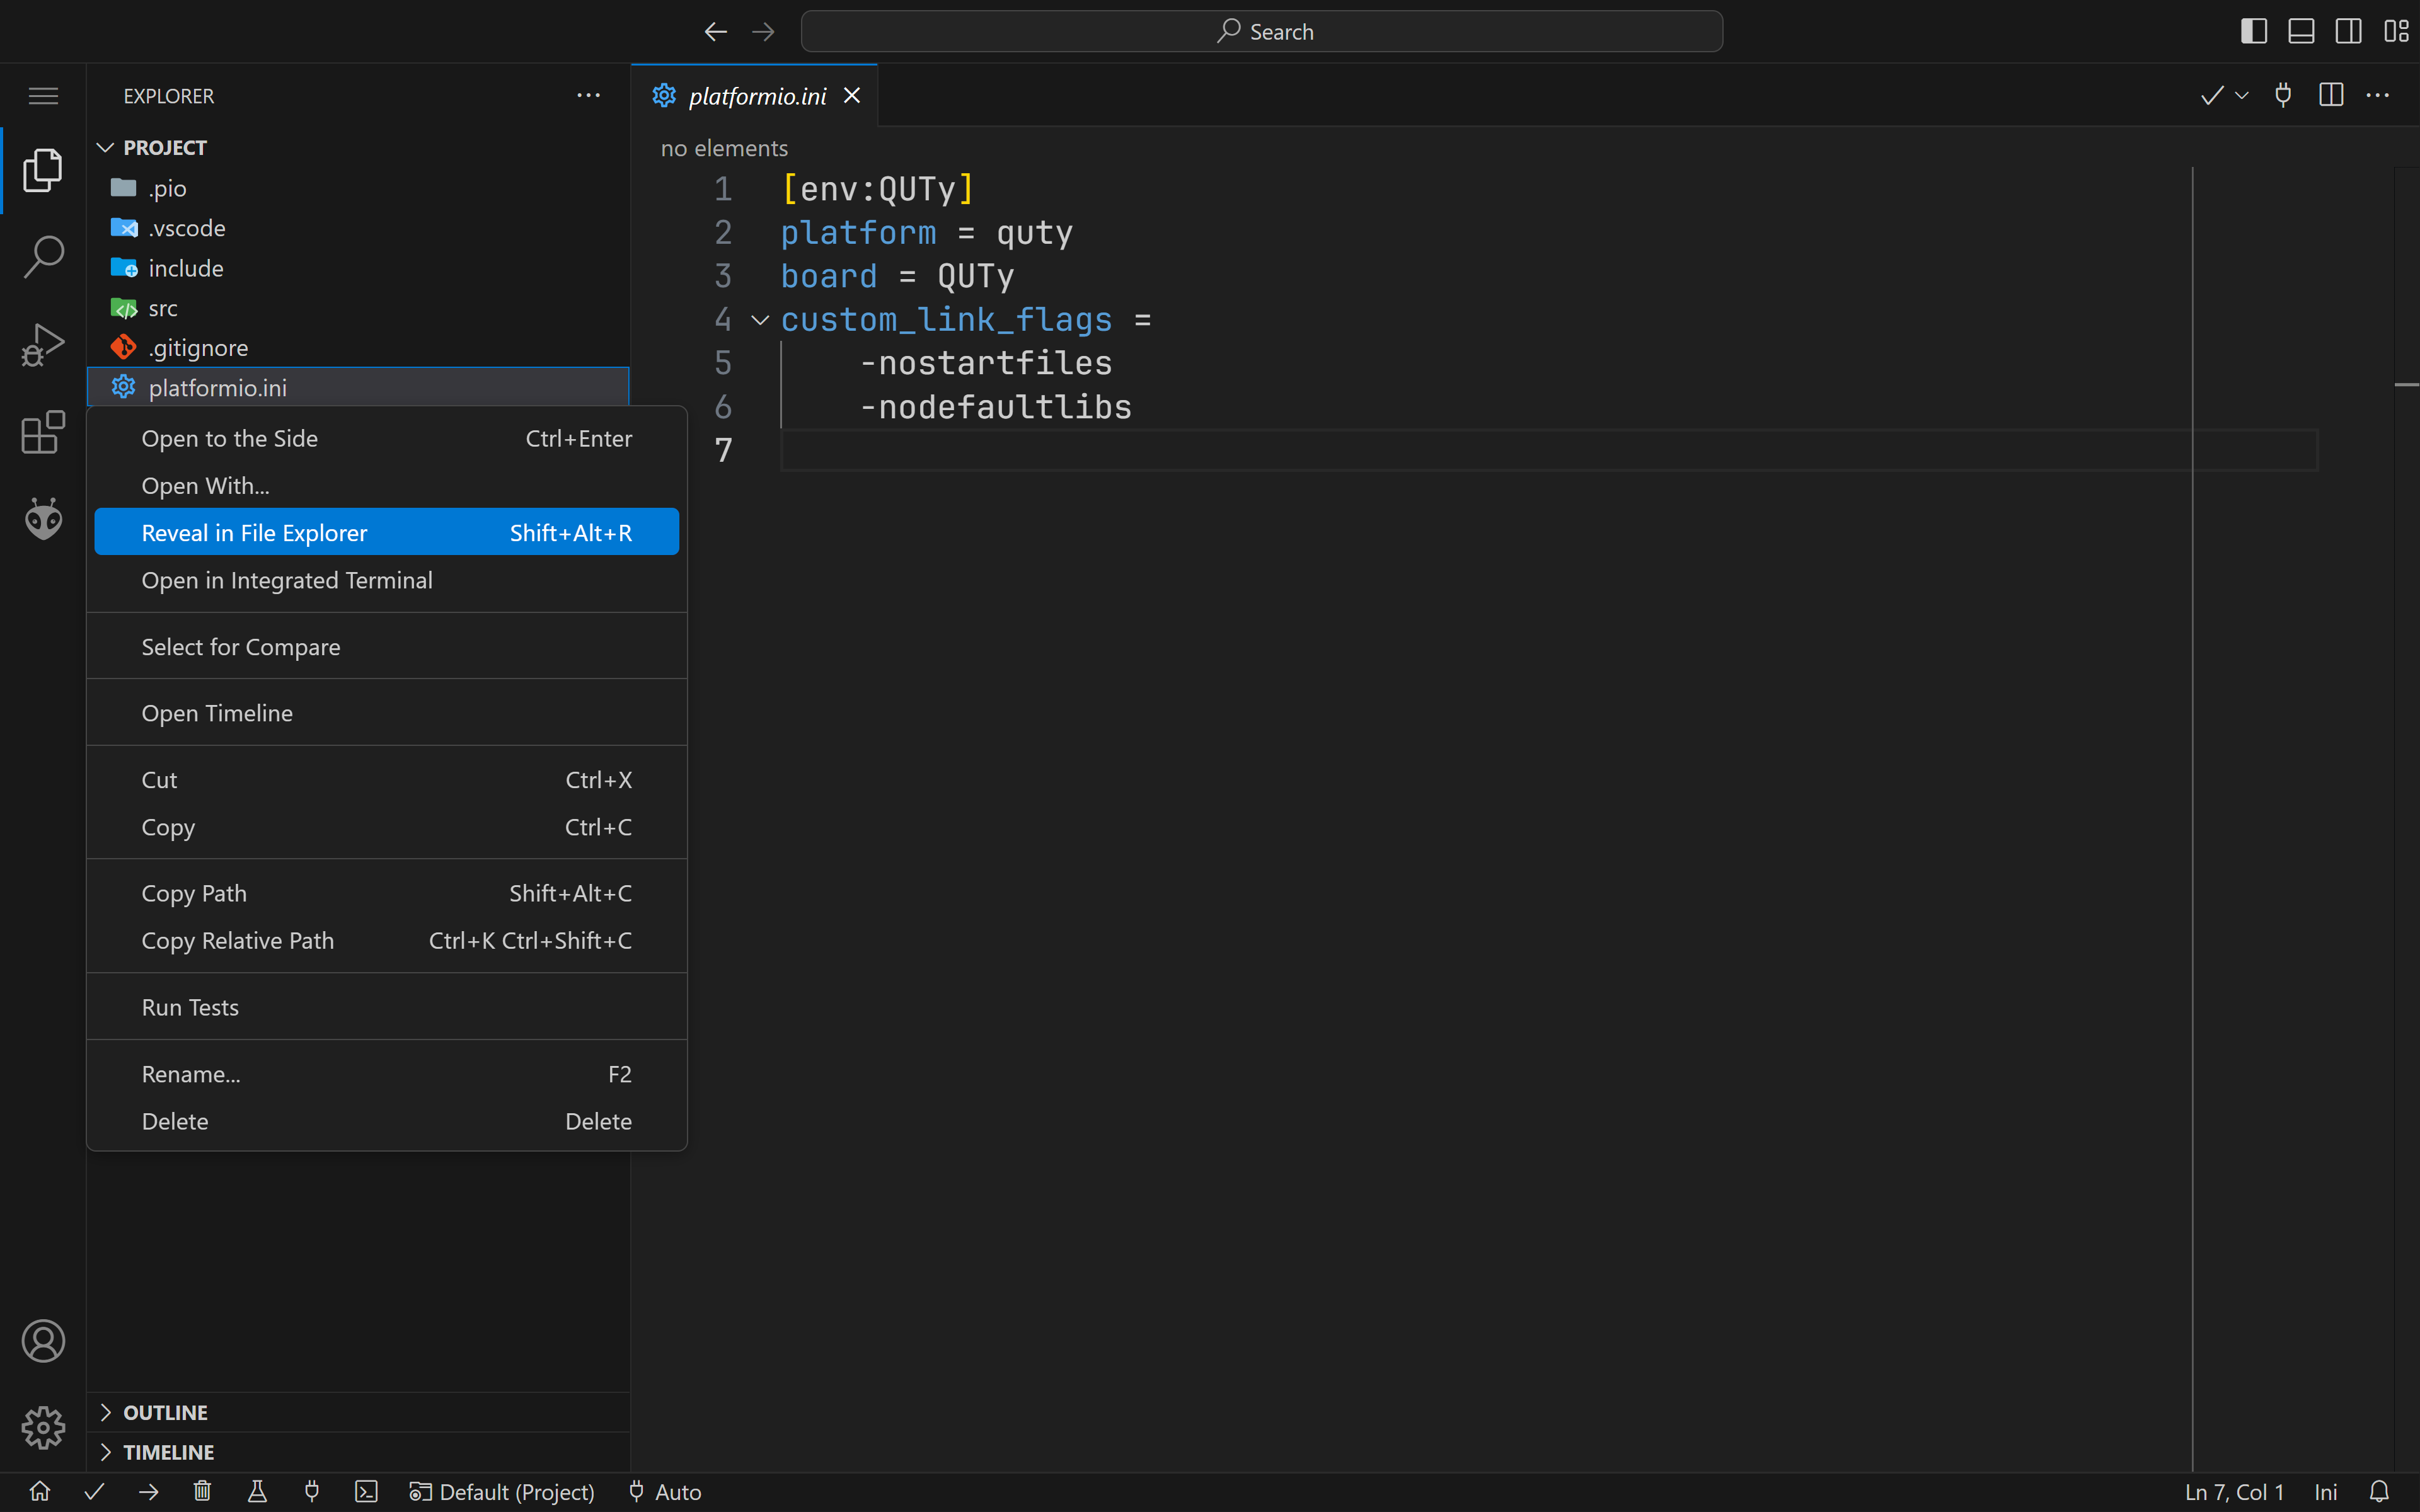 Search
EXPLORER
PROJECT
.pio
.vscode
include
src
.gitignore
platformio.ini
Open to the Side Ctrl+Enter
Open With...
Reveal in File Explorer Shift+Alt+R
Open in Integrated Terminal
Select for Compare
Open Timeline
Cut Ctrl+X
Copy Ctrl+C
Copy Path Shift+Alt+C
Copy Relative Path Ctrl+K Ctrl+Shift+C
Run Tests
Rename... F2
Delete Delete
OUTLINE
TIMELINE
platformio.ini
no elements
1 [env:QUTy]
2 platform = quty
3 board = QUTy
4 custom_link_flags =
5 -nostartfiles
6 -nodefaultlibs
7
Default (Project) Auto Ln 7, Col 1 Ini